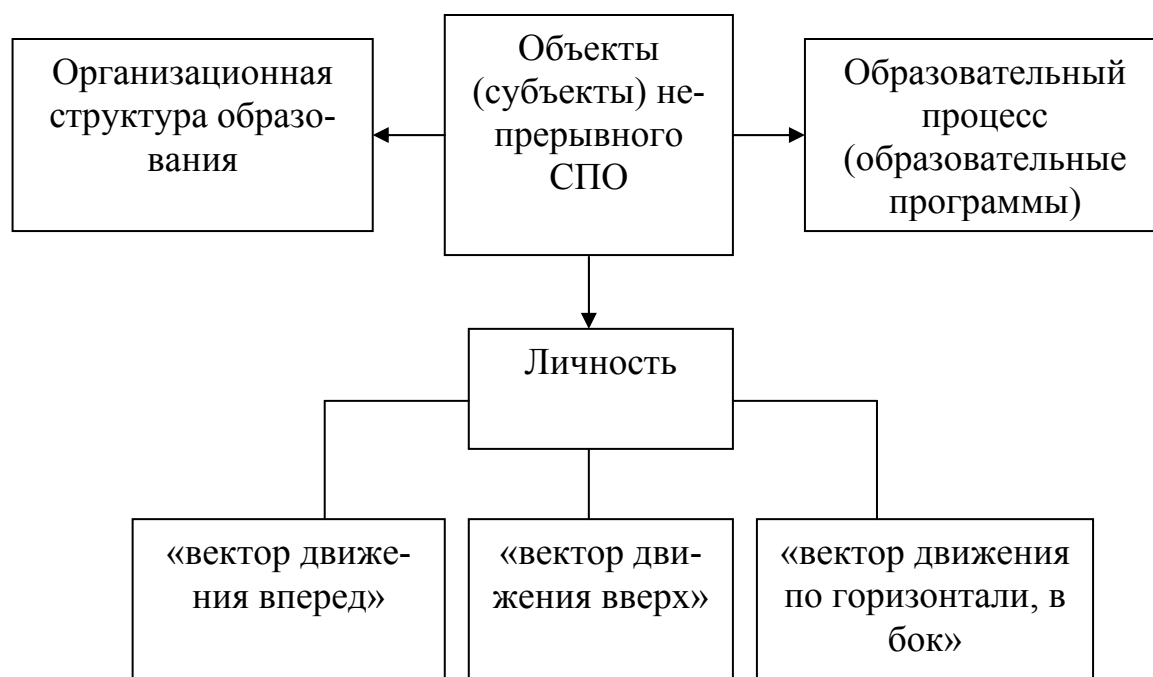 Организационная
структура образо-
вания
Объекты
(субъекты) не-
прерывного
СПО
Образовательный
процесс
(образовательные
программы)
Личность
«вектор движе-
ния вперед»
«вектор дви-
жения вверх»
«вектор движения
по горизонтали, в
бок»